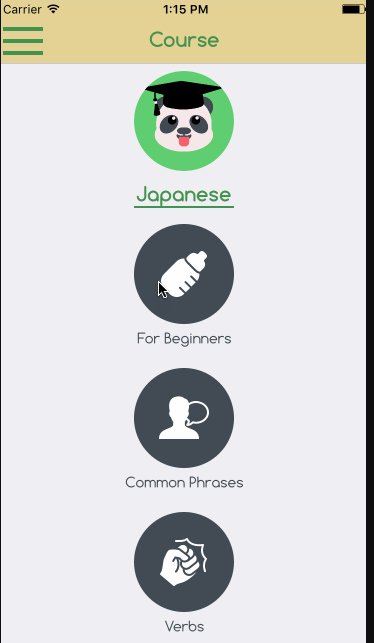 Carrier 1:15 PM
Course
Japanese
For Beginners
Common Phrases
Verbs